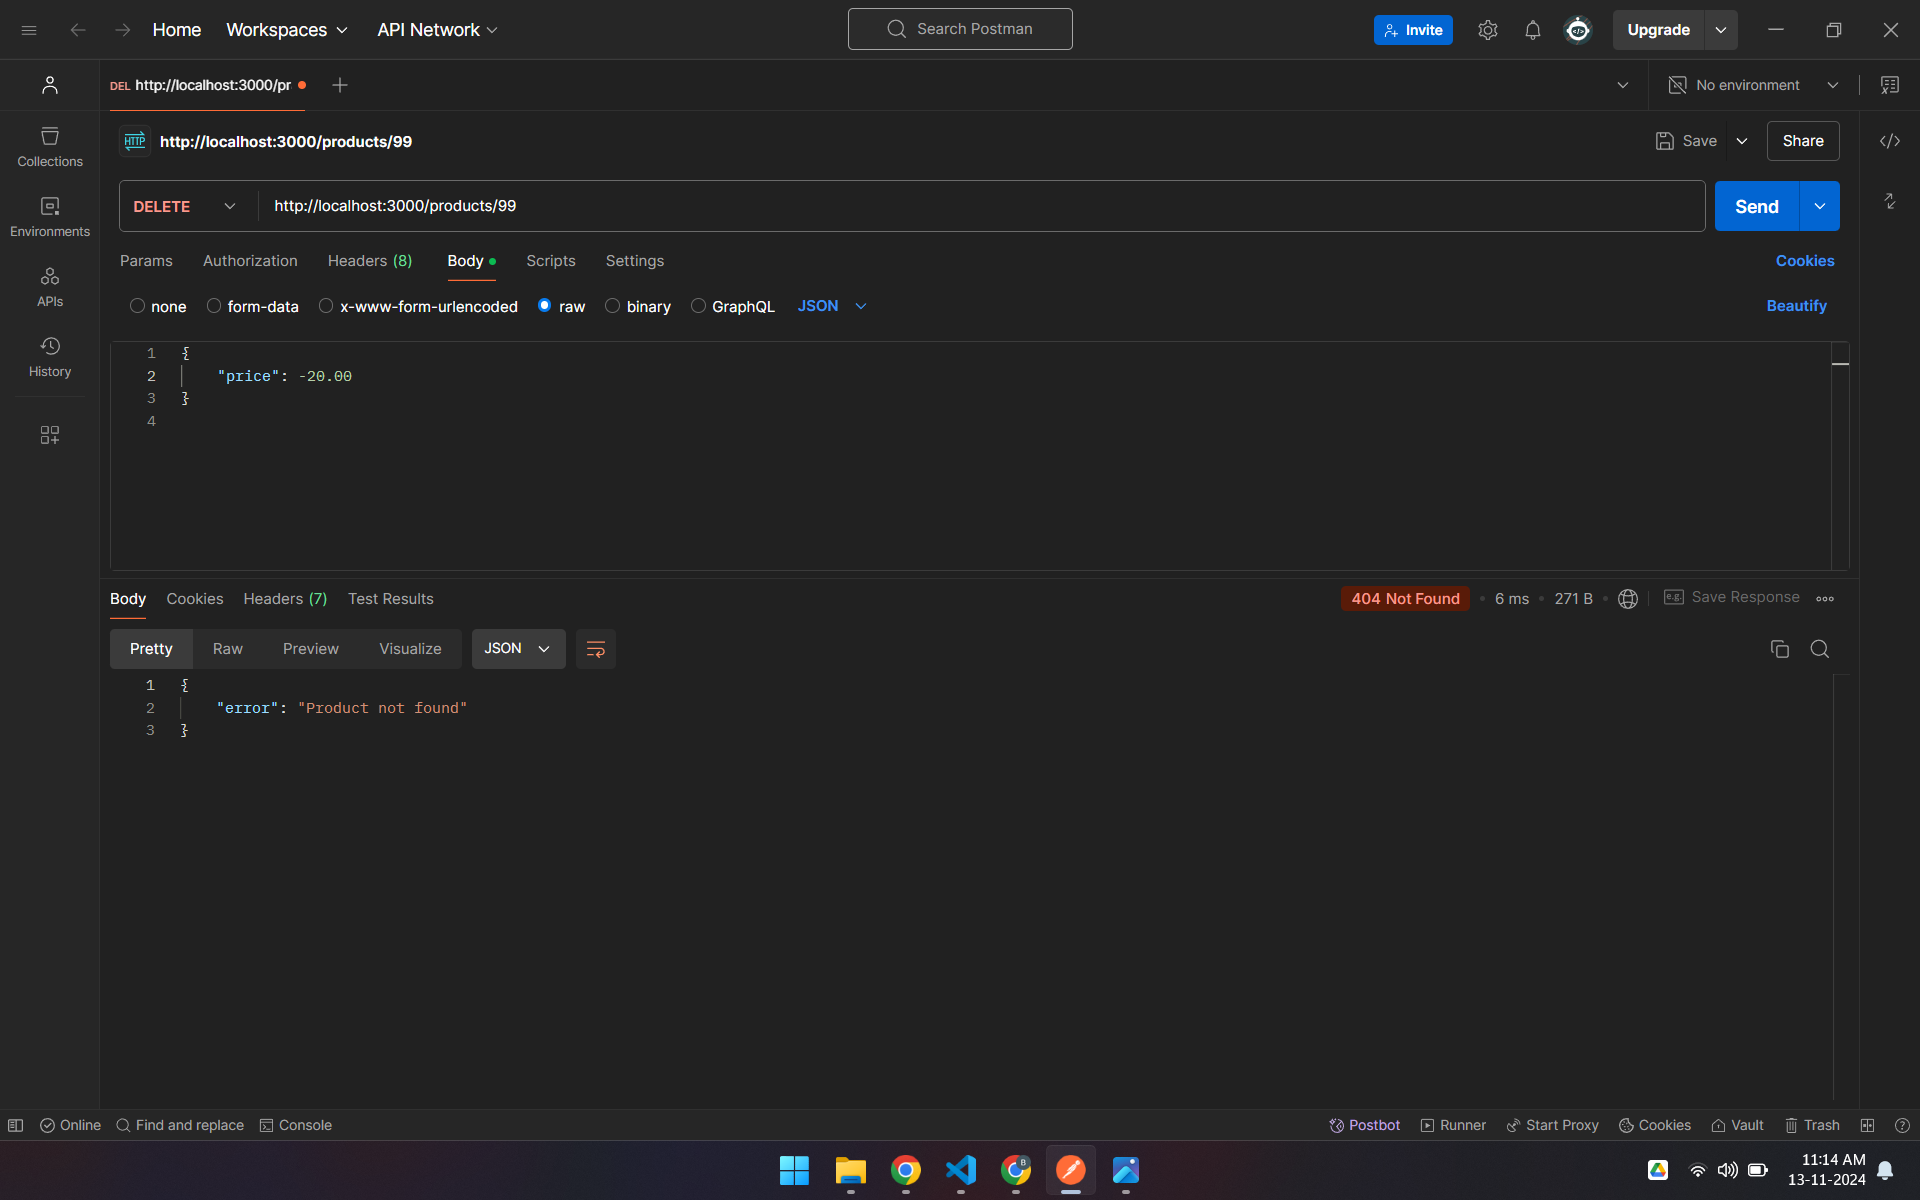 Home Workspaces API Network Search Postman Invite Upgrade
DEL http://localhost:3000/pr No environment
HTTP http://localhost:3000/products/99 Save Share
DELETE http://localhost:3000/products/99 Send
Params Authorization Headers (8) Body Scripts Settings Cookies
none form-data x-www-form-urlencoded raw binary GraphQL JSON Beautify
Collections
Environments
APIs
History
1 {
2 "price": -20.00
3 }
4
Body Cookies Headers (7) Test Results 404 Not Found 6 ms 271 B e.g. Save Response
Pretty Raw Preview Visualize JSON
1 {
2 "error": "Product not found"
3 }
Online Find and replace Console Postbot Runner Start Proxy Cookies Vault Trash
11:14 AM
13-11-2024